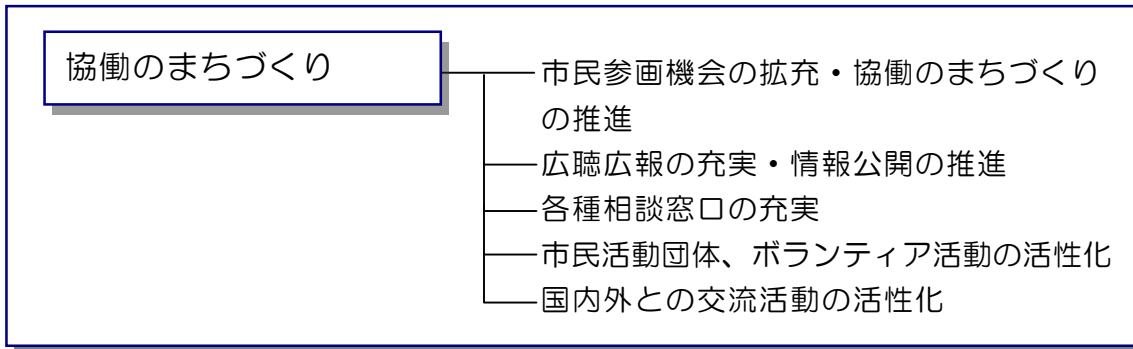 協働のまちづくり
市民参画機会の拡充・協働のまちづくり
の推進
広聴広報の充実・情報公開の推進
各種相談窓口の充実
市民活動団体、ボランティア活動の活性化
国内外との交流活動の活性化